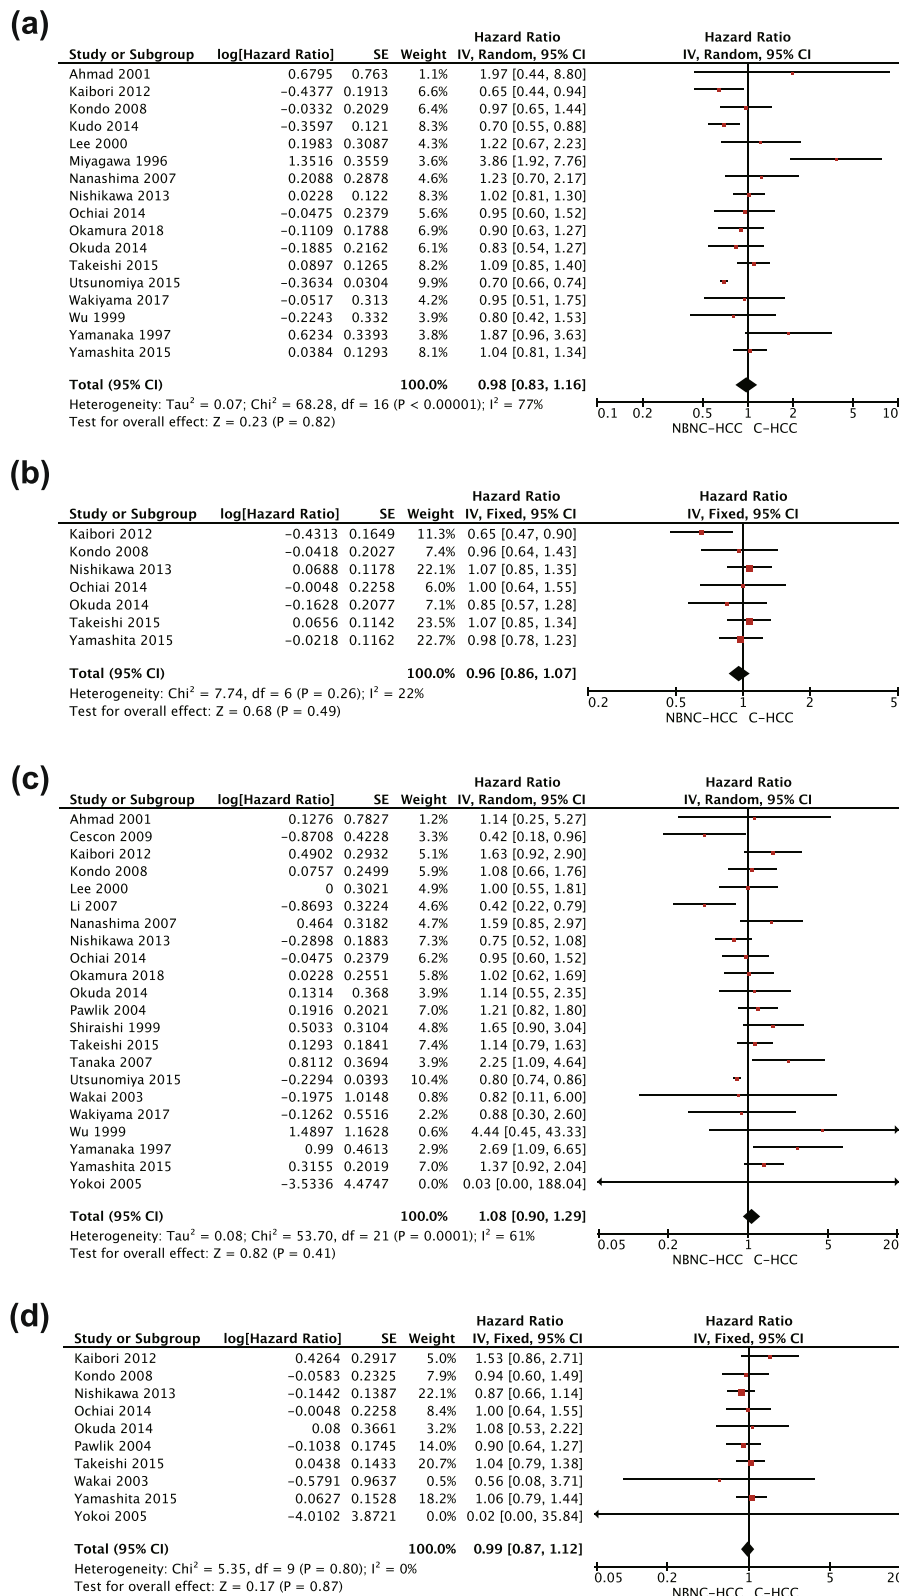 (a)
Hazard Ratio Hazard Ratio
Study or Subgroup log[Hazard Ratio] SE Weight IV, Random, 95% CI IV, Random, 95% CI
Ahmad 2001 0.6795 0.763 1.1% 1.97 [0.44, 8.80]
Kaibori 2012 −0.4377 0.1913 6.6% 0.65 [0.44, 0.94]
Kondo 2008 −0.0332 0.2029 6.4% 0.97 [0.65, 1.44]
Kudo 2014 −0.3597 0.121 8.3% 0.70 [0.55, 0.88]
Lee 2000 0.1983 0.3087 4.3% 1.22 [0.67, 2.23]
Miyagawa 1996 1.3516 0.3559 3.6% 3.86 [1.92, 7.76]
Nanashima 2007 0.2088 0.2878 4.6% 1.23 [0.70, 2.17]
Nishikawa 2013 0.0228 0.122 8.3% 1.02 [0.81, 1.30]
Ochiai 2014 −0.0475 0.2379 5.6% 0.95 [0.60, 1.52]
Okamura 2018 −0.1109 0.1788 6.9% 0.90 [0.63, 1.27]
Okuda 2014 −0.1885 0.2162 6.1% 0.83 [0.54, 1.27]
Takeishi 2015 0.0897 0.1265 8.2% 1.09 [0.85, 1.40]
Utsunomiya 2015 −0.3634 0.0304 9.9% 0.70 [0.66, 0.74]
Wakiyama 2017 −0.0517 0.313 4.2% 0.95 [0.51, 1.75]
Wu 1999 −0.2243 0.332 3.9% 0.80 [0.42, 1.53]
Yamanaka 1997 0.6234 0.3393 3.8% 1.87 [0.96, 3.63]
Yamashita 2015 0.0384 0.1293 8.1% 1.04 [0.81, 1.34]
Total (95% CI) 100.0% 0.98 [0.83, 1.16]
Heterogeneity: Tau² = 0.07; Chi² = 68.28, df = 16 (P < 0.00001); I² = 77%
Test for overall effect: Z = 0.23 (P = 0.82)
0.1 0.2 0.5 1 2 5 10
NBNC−HCC C−HCC
(b)
Hazard Ratio Hazard Ratio
Study or Subgroup log[Hazard Ratio] SE Weight IV, Fixed, 95% CI IV, Fixed, 95% CI
Kaibori 2012 −0.4313 0.1649 11.3% 0.65 [0.47, 0.90]
Kondo 2008 −0.0418 0.2027 7.4% 0.96 [0.64, 1.43]
Nishikawa 2013 0.0688 0.1178 22.1% 1.07 [0.85, 1.35]
Ochiai 2014 −0.0048 0.2258 6.0% 1.00 [0.64, 1.55]
Okuda 2014 −0.1628 0.2077 7.1% 0.85 [0.57, 1.28]
Takeishi 2015 0.0656 0.1142 23.5% 1.07 [0.85, 1.34]
Yamashita 2015 −0.0218 0.1162 22.7% 0.98 [0.78, 1.23]
Total (95% CI) 100.0% 0.96 [0.86, 1.07]
Heterogeneity: Chi² = 7.74, df = 6 (P = 0.26); I² = 22%
Test for overall effect: Z = 0.68 (P = 0.49)
0.2 0.5 1 2 5
NBNC−HCC C−HCC
(c)
Hazard Ratio Hazard Ratio
Study or Subgroup log[Hazard Ratio] SE Weight IV, Random, 95% CI IV, Random, 95% CI
Ahmad 2001 0.1276 0.7827 1.2% 1.14 [0.25, 5.27]
Cescon 2009 −0.8708 0.4228 3.3% 0.42 [0.18, 0.96]
Kaibori 2012 0.4902 0.2932 5.1% 1.63 [0.92, 2.90]
Kondo 2008 0.0757 0.2499 5.9% 1.08 [0.66, 1.76]
Lee 2000 0 0.3021 4.9% 1.00 [0.55, 1.81]
Li 2007 −0.8693 0.3224 4.6% 0.42 [0.22, 0.79]
Nanashima 2007 0.464 0.3182 4.7% 1.59 [0.85, 2.97]
Nishikawa 2013 −0.2898 0.1883 7.3% 0.75 [0.52, 1.08]
Ochiai 2014 −0.0475 0.2379 6.2% 0.95 [0.60, 1.52]
Okamura 2018 0.0228 0.2551 5.8% 1.02 [0.62, 1.69]
Okuda 2014 0.1314 0.368 3.9% 1.14 [0.55, 2.35]
Pawlik 2004 0.1916 0.2021 7.0% 1.21 [0.82, 1.80]
Shiraishi 1999 0.5033 0.3104 4.8% 1.65 [0.90, 3.04]
Takeishi 2015 0.1293 0.1841 7.4% 1.14 [0.79, 1.63]
Tanaka 2007 0.8112 0.3694 3.9% 2.25 [1.09, 4.64]
Utsunomiya 2015 −0.2294 0.0393 10.4% 0.80 [0.74, 0.86]
Wakai 2003 −0.1975 1.0148 0.8% 0.82 [0.11, 6.00]
Wakiyama 2017 −0.1262 0.5516 2.2% 0.88 [0.30, 2.60]
Wu 1999 1.4897 1.1628 0.6% 4.44 [0.45, 43.33]
Yamanaka 1997 0.99 0.4613 2.9% 2.69 [1.09, 6.65]
Yamashita 2015 0.3155 0.2019 7.0% 1.37 [0.92, 2.04]
Yokoi 2005 −3.5336 4.4747 0.0% 0.03 [0.00, 188.04]
Total (95% CI) 100.0% 1.08 [0.90, 1.29]
Heterogeneity: Tau² = 0.08; Chi² = 53.70, df = 21 (P = 0.0001); I² = 61%
Test for overall effect: Z = 0.82 (P = 0.41)
0.05 0.2 1 5 20
NBNC−HCC C−HCC
(d)
Hazard Ratio Hazard Ratio
Study or Subgroup log[Hazard Ratio] SE Weight IV, Fixed, 95% CI IV, Fixed, 95% CI
Kaibori 2012 0.4264 0.2917 5.0% 1.53 [0.86, 2.71]
Kondo 2008 −0.0583 0.2325 7.9% 0.94 [0.60, 1.49]
Nishikawa 2013 −0.1442 0.1387 22.1% 0.87 [0.66, 1.14]
Ochiai 2014 −0.0048 0.2258 8.4% 1.00 [0.64, 1.55]
Okuda 2014 0.08 0.3661 3.2% 1.08 [0.53, 2.22]
Pawlik 2004 −0.1038 0.1745 14.0% 0.90 [0.64, 1.27]
Takeishi 2015 0.0438 0.1433 20.7% 1.04 [0.79, 1.38]
Wakai 2003 −0.5791 0.9637 0.5% 0.56 [0.08, 3.71]
Yamashita 2015 0.0627 0.1528 18.2% 1.06 [0.79, 1.44]
Yokoi 2005 −4.0102 3.8721 0.0% 0.02 [0.00, 35.84]
Total (95% CI) 100.0% 0.99 [0.87, 1.12]
Heterogeneity: Chi² = 5.35, df = 9 (P = 0.80); I² = 0%
Test for overall effect: Z = 0.17 (P = 0.87)
0.05 0.2 1 5 20
NBNC−HCC C−HCC